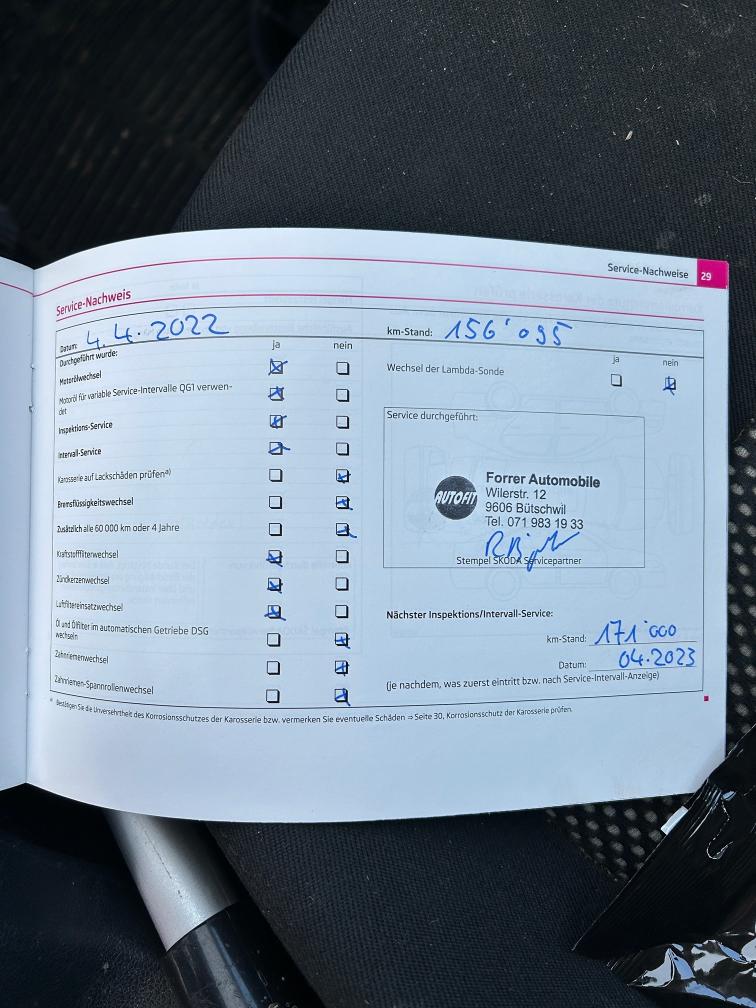 Service-Nachweise 29
Service-Nachweis
Datum: 4.4.2022
km-Stand: 156'095
Durchgeführt wurde:
ja nein
Motorölwechsel
Motoröl für variable Service-Intervalle QG1 verwen-
det
Inspektions-Service
Intervall-Service
Karosserie auf Lackschäden prüfen a)
Bremsflüssigkeitswechsel
Zusätzlich alle 60 000 km oder 4 Jahre
Kraftstofffilterwechsel
Zündkerzenwechsel
Luftfiltereinsatzwechsel
Öl und Ölfilter im automatischen Getriebe DSG
wechseln
Zahnriemenwechsel
Zahnriemen-Spannrollenwechsel
ja nein
Wechsel der Lambda-Sonde
Service durchgeführt:
AUTOFIT
Forrer Automobile
Wilerstr. 12
9606 Bütschwil
Tel. 071 983 19 33
Stempel ŠKODA Servicepartner
Nächster Inspektions/Intervall-Service:
km-Stand: 171'000
Datum: 04.2023
(je nachdem, was zuerst eintritt bzw. nach Service-Intervall-Anzeige)
a) Bestätigen Sie die Unversehrtheit des Korrosionsschutzes der Karosserie bzw. vermerken Sie eventuelle Schäden ⇒ Seite 30, Korrosionsschutz der Karosserie prüfen.